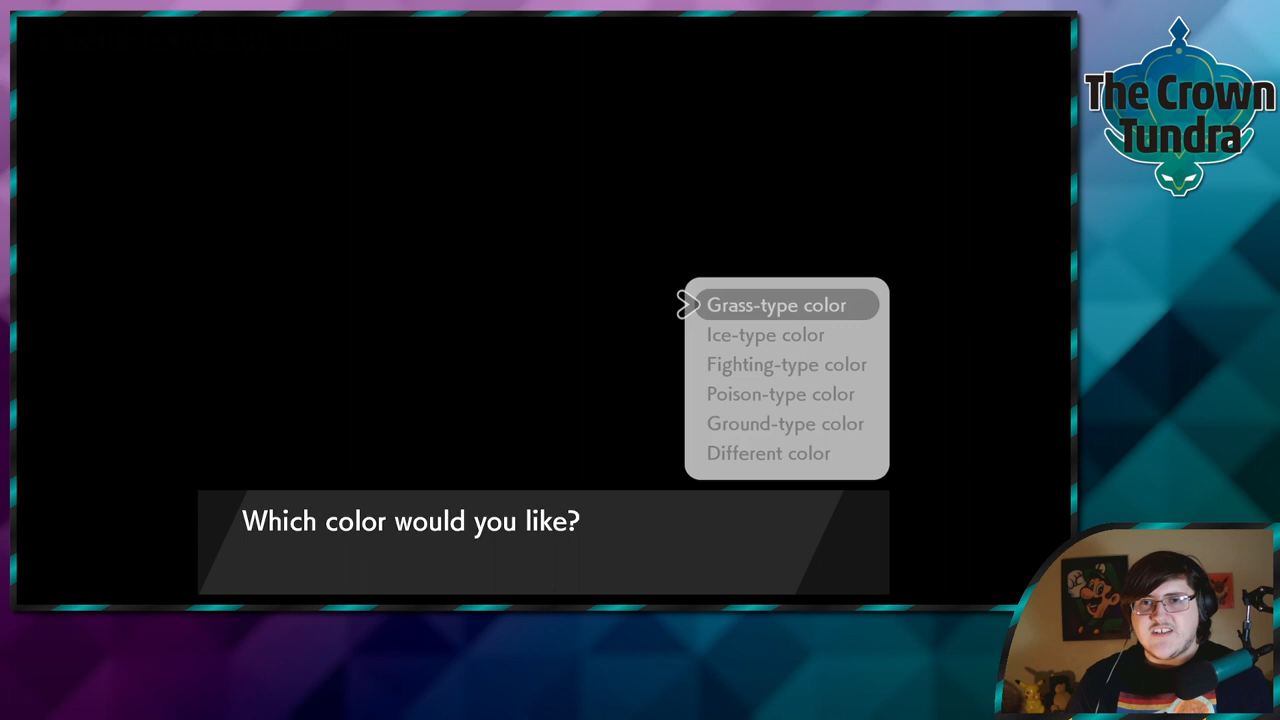 The Crown
Tundra
Grass-type color
Ice-type color
Fighting-type color
Poison-type color
Ground-type color
Different color
Which color would you like?